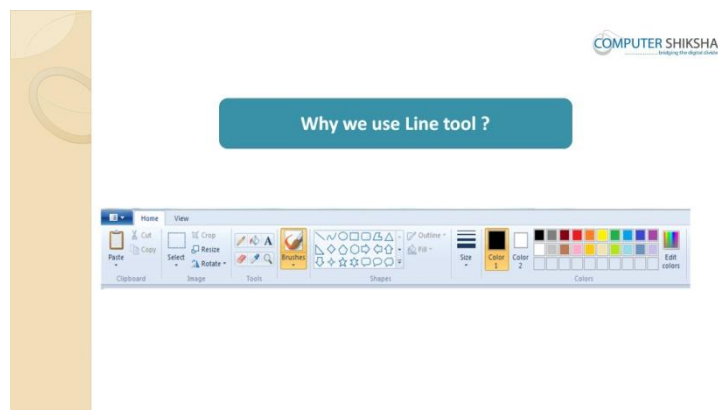 COMPUTER SHIKSHA
bridging the digital divide
Why we use Line tool ?
Home View
Paste
Cut
Copy
Clipboard
Select
Crop
Resize
Rotate
Image
A
Tools
Brushes
Outline
Fill
Shapes
Size
Color 1
Color 2
Edit colors
Colors